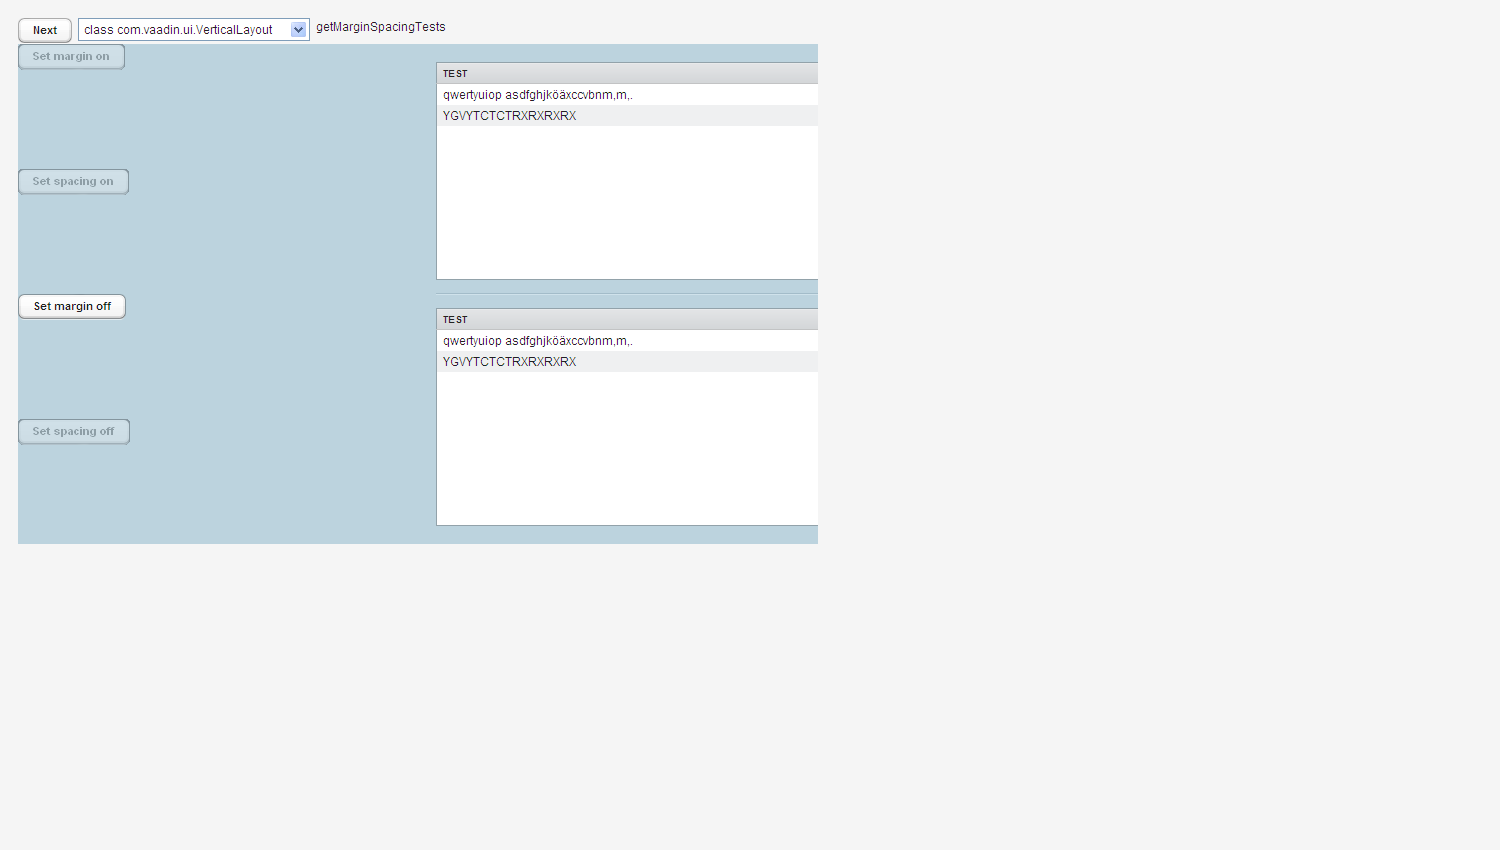 Next
class com.vaadin.ui.VerticalLayout
getMarginSpacingTests
Set margin on
TEST
qwertyuiop asdfghjköäxccvbnm,m,.
YGVYTCTCTRXRXRXRX
Set spacing on
Set margin off
TEST
qwertyuiop asdfghjköäxccvbnm,m,.
YGVYTCTCTRXRXRXRX
Set spacing off